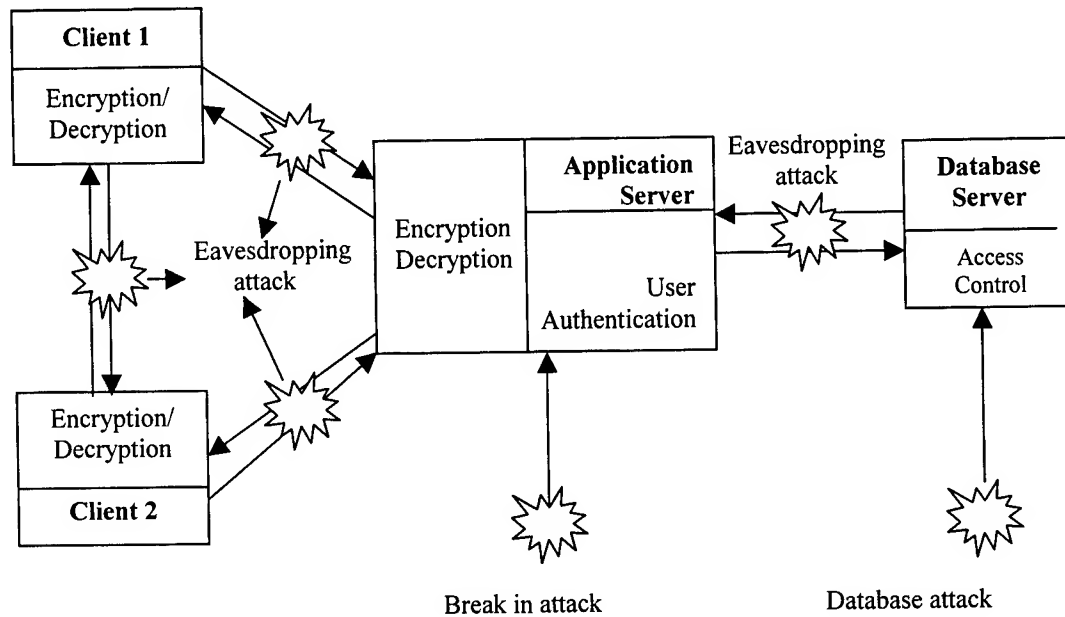 Client 1
Encryption/
Decryption
Eavesdropping
attack
Encryption/
Decryption
Client 2
Encryption
Decryption
Application
Server
User
Authentication
Eavesdropping
attack
Database
Server
Access
Control
Break in attack
Database attack